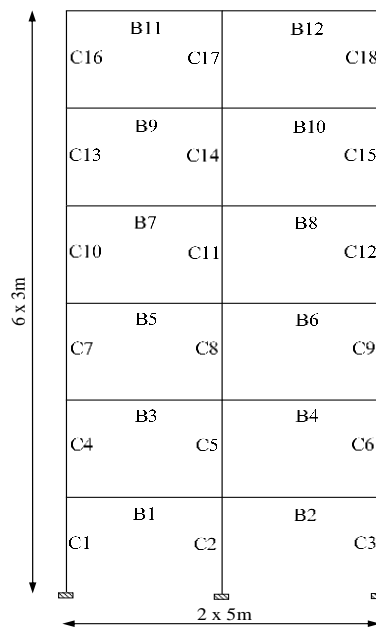 B11 B12
C16 C17 C18
B9 B10
C13 C14 C15
B7 B8
C10 C11 C12
6 x 3m
B5 B6
C7 C8 C9
B3 B4
C4 C5 C6
B1 B2
C1 C2 C3
2 x 5m